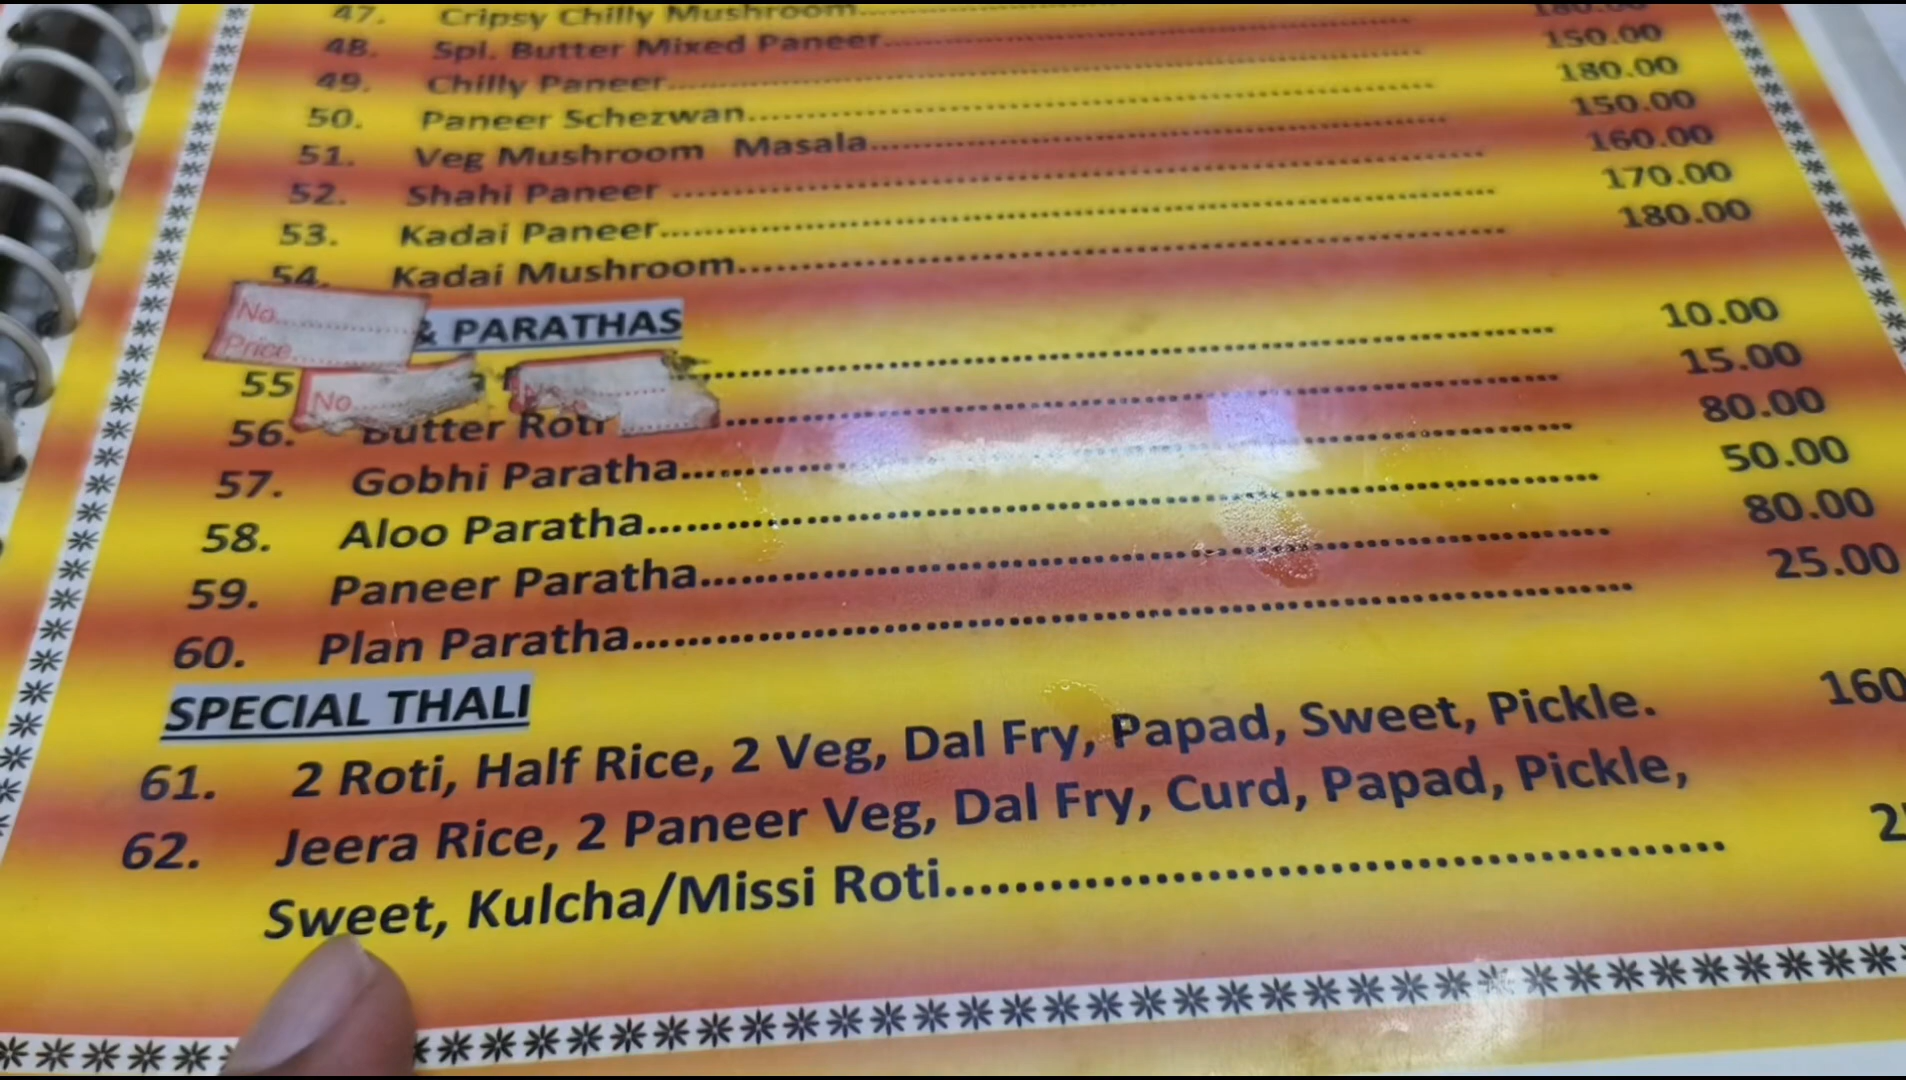 47. Cripsy Chilly Mushroom
48. Spl. Butter Mixed Paneer 180.00
49. Chilly Paneer 150.00
50. Paneer Schezwan 180.00
51. Veg Mushroom Masala 150.00
52. Shahi Paneer 160.00
53. Kadai Paneer 170.00
54. Kadai Mushroom 180.00
No.
Price
& PARATHAS
55 10.00
No
56. Butter Roti 15.00
57. Gobhi Paratha 80.00
58. Aloo Paratha 50.00
59. Paneer Paratha 80.00
60. Plan Paratha 25.00
SPECIAL THALI
61. 2 Roti, Half Rice, 2 Veg, Dal Fry, Papad, Sweet, Pickle. 160
62. Jeera Rice, 2 Paneer Veg, Dal Fry, Curd, Papad, Pickle,
Sweet, Kulcha/Missi Roti